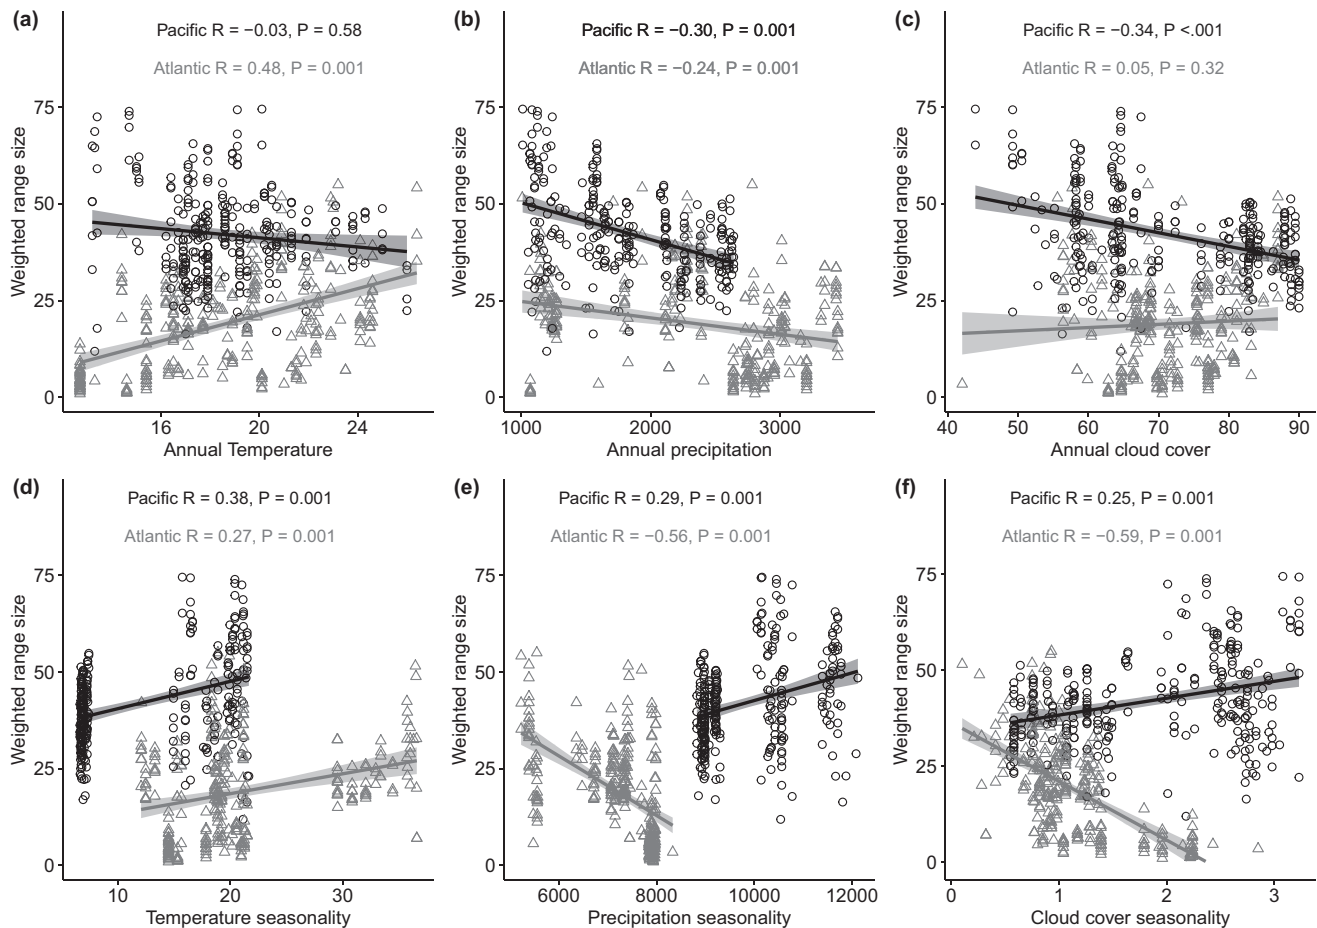 (a)
Pacific R = −0.03, P = 0.58
Atlantic R = 0.48, P = 0.001
Weighted range size
75
50
25
0
16 20 24
Annual Temperature
(b)
Pacific R = −0.30, P = 0.001
Atlantic R = −0.24, P = 0.001
Weighted range size
75
50
25
0
1000 2000 3000
Annual precipitation
(c)
Pacific R = −0.34, P <.001
Atlantic R = 0.05, P = 0.32
Weighted range size
75
50
25
0
40 50 60 70 80 90
Annual cloud cover
(d)
Pacific R = 0.38, P = 0.001
Atlantic R = 0.27, P = 0.001
Weighted range size
75
50
25
0
10 20 30
Temperature seasonality
(e)
Pacific R = 0.29, P = 0.001
Atlantic R = −0.56, P = 0.001
Weighted range size
75
50
25
0
6000 8000 10000 12000
Precipitation seasonality
(f)
Pacific R = 0.25, P = 0.001
Atlantic R = −0.59, P = 0.001
Weighted range size
75
50
25
0
0 1 2 3
Cloud cover seasonality